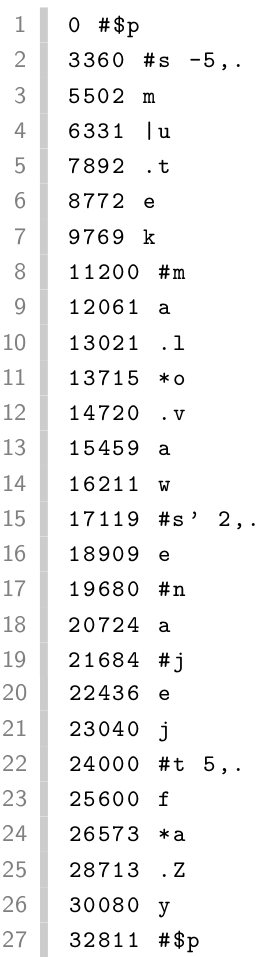 1 0 #$p
2 3360 #s -5,.
3 5502 m
4 6331 |u
5 7892 .t
6 8772 e
7 9769 k
8 11200 #m
9 12061 a
10 13021 .l
11 13715 *o
12 14720 .v
13 15459 a
14 16211 w
15 17119 #s’ 2,.
16 18909 e
17 19680 #n
18 20724 a
19 21684 #j
20 22436 e
21 23040 j
22 24000 #t 5,.
23 25600 f
24 26573 *a
25 28713 .Z
26 30080 y
27 32811 #$p